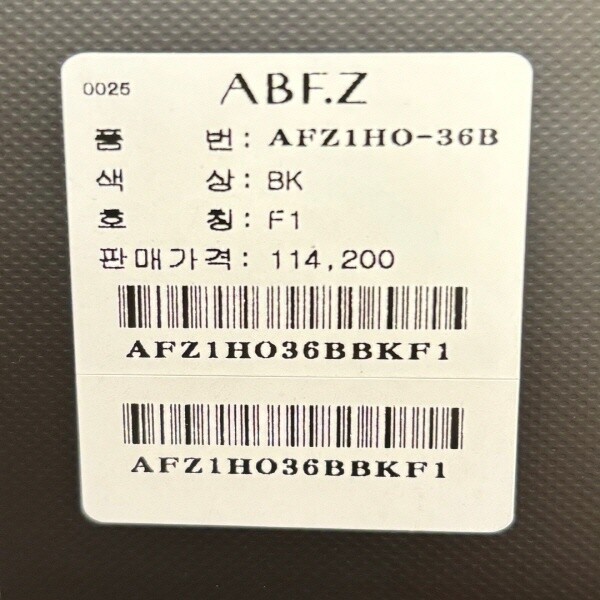 0025 ABF.Z
품 번: AFZ1HO-36B
색 상: BK
호 칭: F1
판매가격: 114,200
AFZ1HO36BBKF1
AFZ1HO36BBKF1